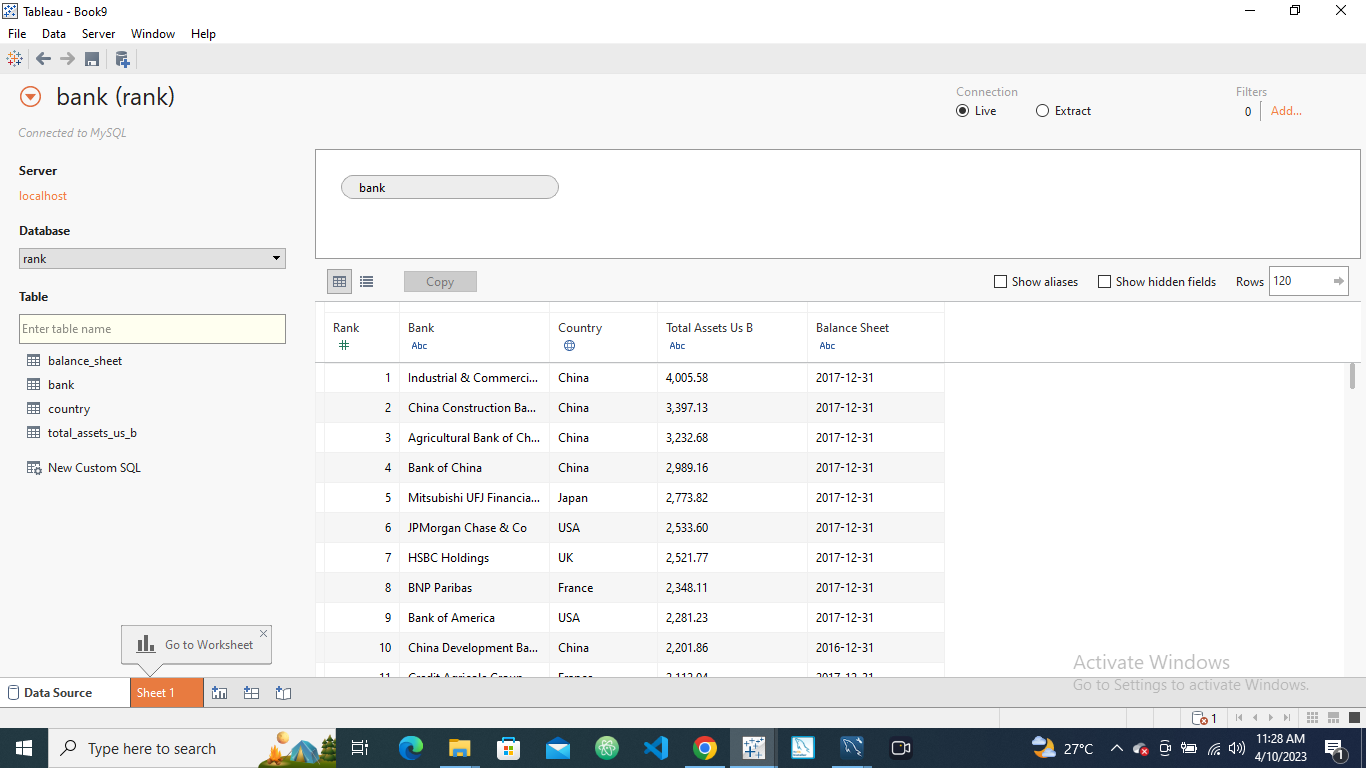 Tableau - Book9
File Data Server Window Help
bank (rank)
Connection
Filters
Live Extract
0 Add...
Connected to MySQL
Server
localhost
bank
Database
rank
Copy
Show aliases Show hidden fields Rows 120
Table
Enter table name
balance_sheet
bank
country
total_assets_us_b
New Custom SQL
Rank Bank Country Total Assets Us B Balance Sheet
# Abc Abc Abc
1 Industrial & Commerci... China 4,005.58 2017-12-31
2 China Construction Ba... China 3,397.13 2017-12-31
3 Agricultural Bank of Ch... China 3,232.68 2017-12-31
4 Bank of China China 2,989.16 2017-12-31
5 Mitsubishi UFJ Financia... Japan 2,773.82 2017-12-31
6 JPMorgan Chase & Co USA 2,533.60 2017-12-31
7 HSBC Holdings UK 2,521.77 2017-12-31
8 BNP Paribas France 2,348.11 2017-12-31
9 Bank of America USA 2,281.23 2017-12-31
10 China Development Ba... China 2,201.86 2016-12-31
Go to Worksheet
Activate Windows
Go to Settings to activate Windows.
Data Source Sheet 1
1
Type here to search
27°C
11:28 AM
4/10/2023
1